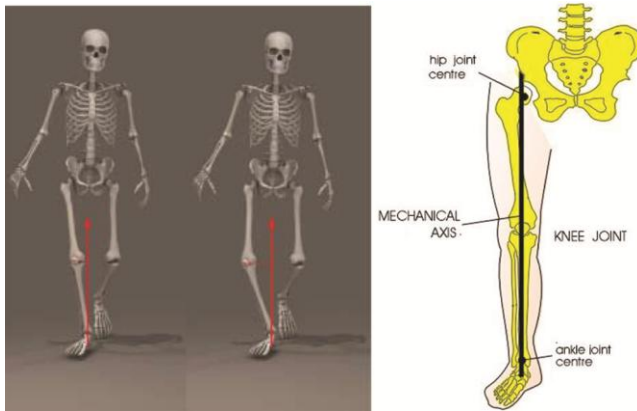 hip joint
centre
MECHANICAL
AXIS
KNEE JOINT
ankle joint
centre